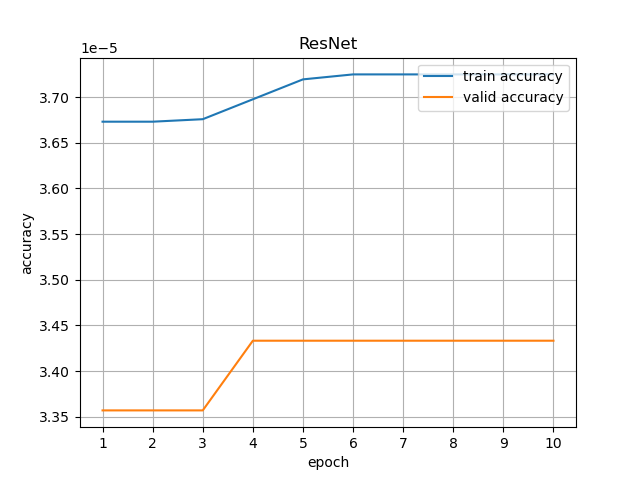 ResNet
1e−5
train accuracy
valid accuracy
3.70
3.65
3.60
3.55
3.50
3.45
3.40
3.35
accuracy
1 2 3 4 5 6 7 8 9 10
epoch